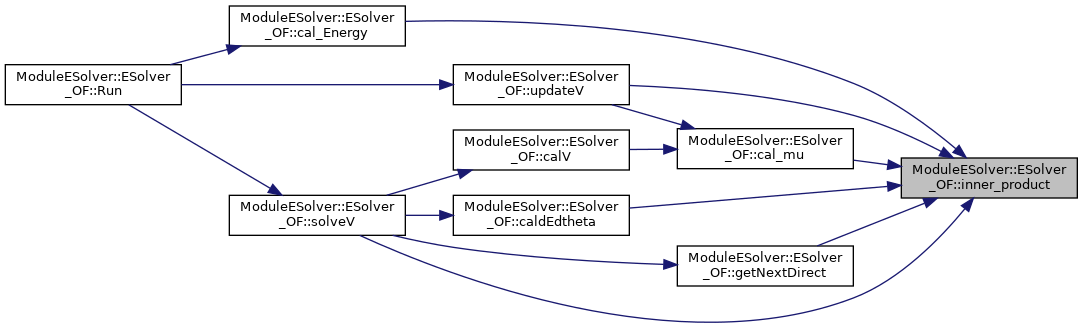 ModuleESolver::ESolver
_OF::cal_Energy
ModuleESolver::ESolver
_OF::Run
ModuleESolver::ESolver
_OF::updateV
ModuleESolver::ESolver
_OF::calV
ModuleESolver::ESolver
_OF::cal_mu
ModuleESolver::ESolver
_OF::inner_product
ModuleESolver::ESolver
_OF::solveV
ModuleESolver::ESolver
_OF::caldEdtheta
ModuleESolver::ESolver
_OF::getNextDirect